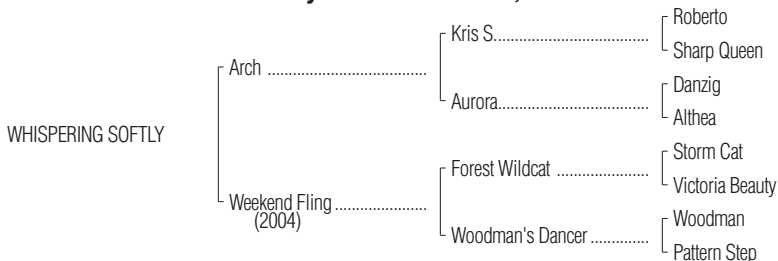 Roberto
Kris S.
Sharp Queen
Arch
Danzig
Aurora
Althea
WHISPERING SOFTLY
Storm Cat
Forest Wildcat
Victoria Beauty
Weekend Fling
(2004)
Woodman
Woodman's Dancer
Pattern Step